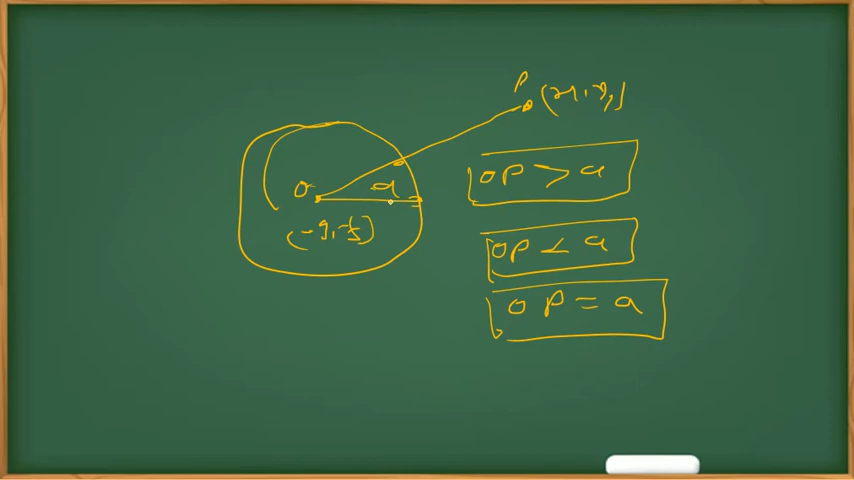 P (x1, y1)
O a
(-g, -f)
OP > a
OP < a
OP = a